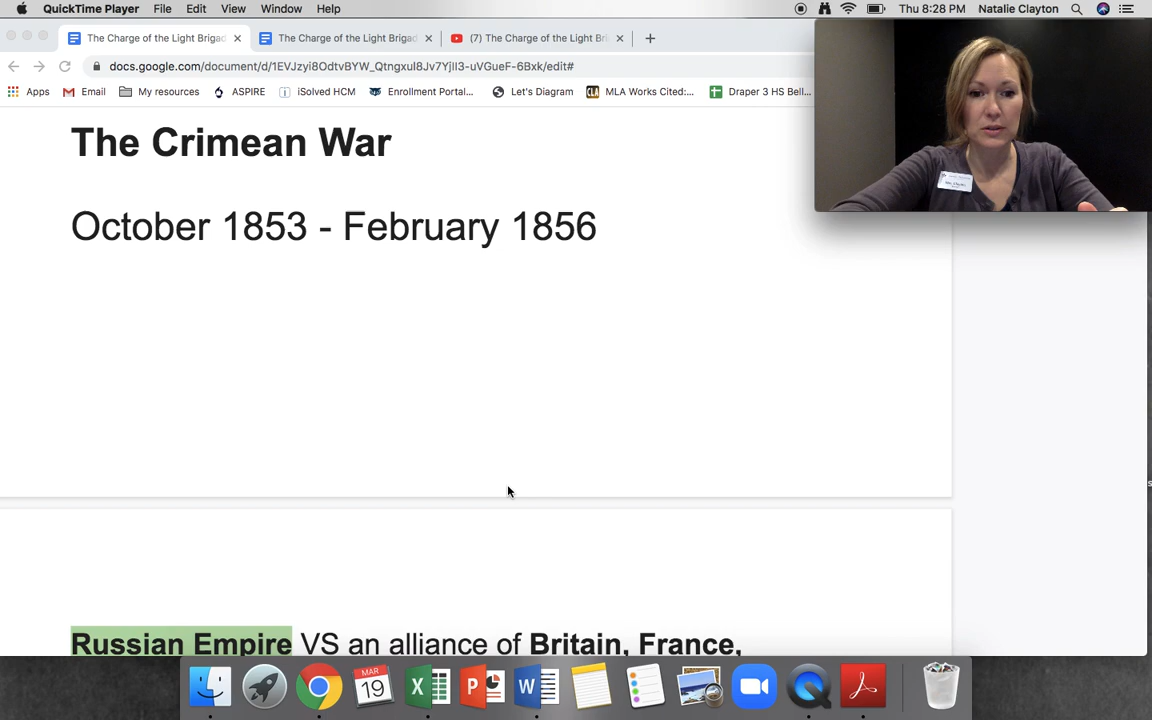 QuickTime Player File Edit View Window Help Thu 8:28 PM Natalie Clayton
The Charge of the Light Brigad The Charge of the Light Brigad (7) The Charge of the Light Bri
docs.google.com/document/d/1EVJzyi8OdtvBYW_QtngxuI8Jv7YjlI3-uVGueF-6Bxk/edit#
Apps Email My resources ASPIRE iSolved HCM Enrollment Portal... Let's Diagram CLA MLA Works Cited:... Draper 3 HS Bell...
The Crimean War
October 1853 - February 1856
Russian Empire VS an alliance of Britain, France,
MAR
19